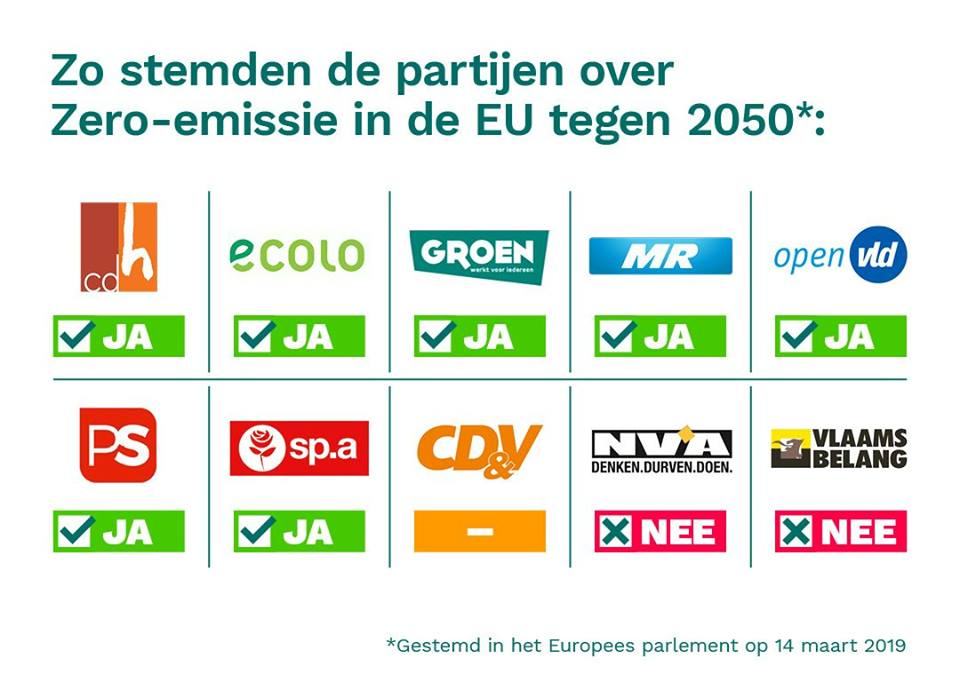 Zo stemden de partijen over
Zero-emissie in de EU tegen 2050*:
cdh
ecolo
GROEN
werkt voor iedereen
MR
open vld
JA
JA
JA
JA
JA
PS
sp.a
CD&V
N-VA
DENKEN.DURVEN.DOEN.
VLAAMS
BELANG
JA
JA
–
NEE
NEE
*Gestemd in het Europees parlement op 14 maart 2019